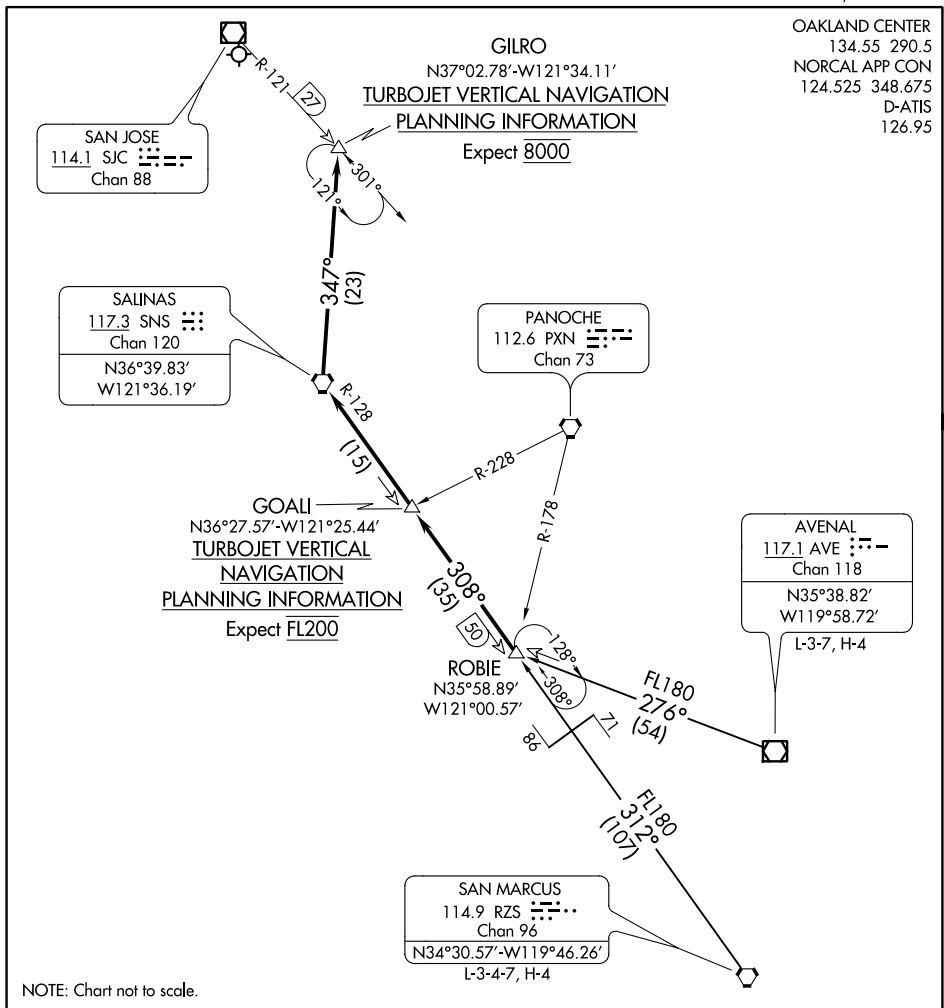 OAKLAND CENTER
134.55 290.5
NORCAL APP CON
124.525 348.675
D-ATIS
126.95
GILRO
N37°02.78'-W121°34.11'
TURBOJET VERTICAL NAVIGATION
PLANNING INFORMATION
Expect 8000
R-121
27
SAN JOSE
114.1 SJC
Chan 88
121°
301°
347°
(23)
SALINAS
117.3 SNS
Chan 120
N36°39.83'
W121°36.19'
PANOCHE
112.6 PXN
Chan 73
R-128
(15)
R-228
R-178
GOALI
N36°27.57'-W121°25.44'
TURBOJET VERTICAL
NAVIGATION
PLANNING INFORMATION
Expect FL200
AVENAL
117.1 AVE
Chan 118
N35°38.82'
W119°58.72'
L-3-7, H-4
308°
(35)
50
128°
308°
ROBIE
N35°58.89'
W121°00.57'
FL180
276°
(54)
86
71
FL180
312°
(107)
SAN MARCUS
114.9 RZS
Chan 96
N34°30.57'-W119°46.26'
L-3-4-7, H-4
NOTE: Chart not to scale.